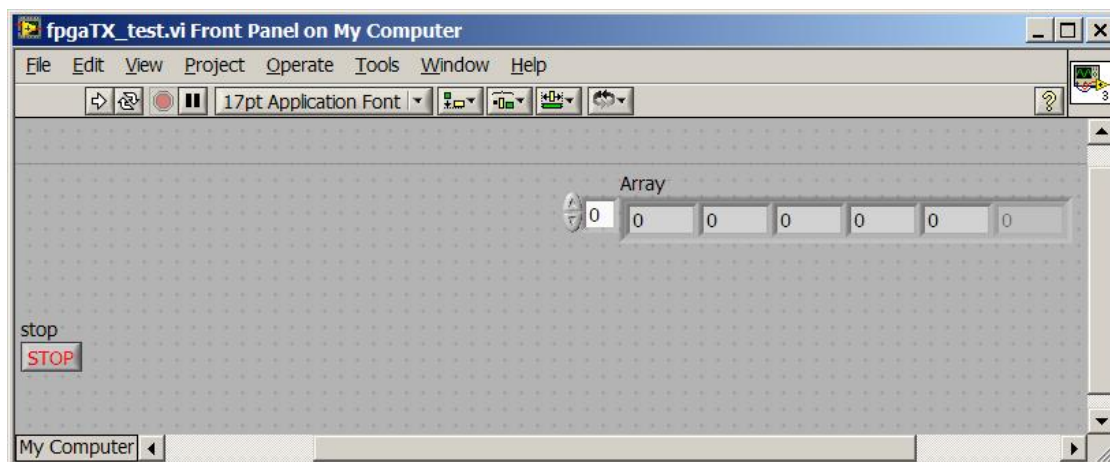 fpgaTX_test.vi Front Panel on My Computer
File Edit View Project Operate Tools Window Help
17pt Application Font
3
Array
0 0 0 0 0 0 0
stop
STOP
My Computer